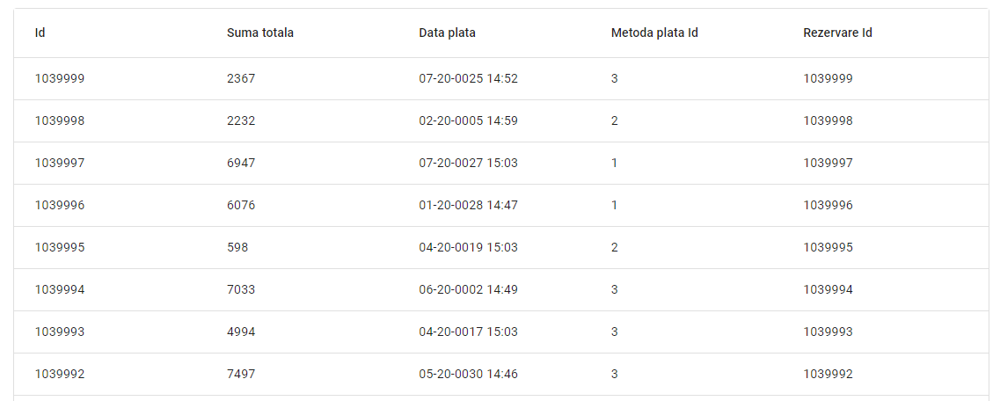 Id Suma totala Data plata Metoda plata Id Rezervare Id
1039999 2367 07-20-0025 14:52 3 1039999
1039998 2232 02-20-0005 14:59 2 1039998
1039997 6947 07-20-0027 15:03 1 1039997
1039996 6076 01-20-0028 14:47 1 1039996
1039995 598 04-20-0019 15:03 2 1039995
1039994 7033 06-20-0002 14:49 3 1039994
1039993 4994 04-20-0017 15:03 3 1039993
1039992 7497 05-20-0030 14:46 3 1039992